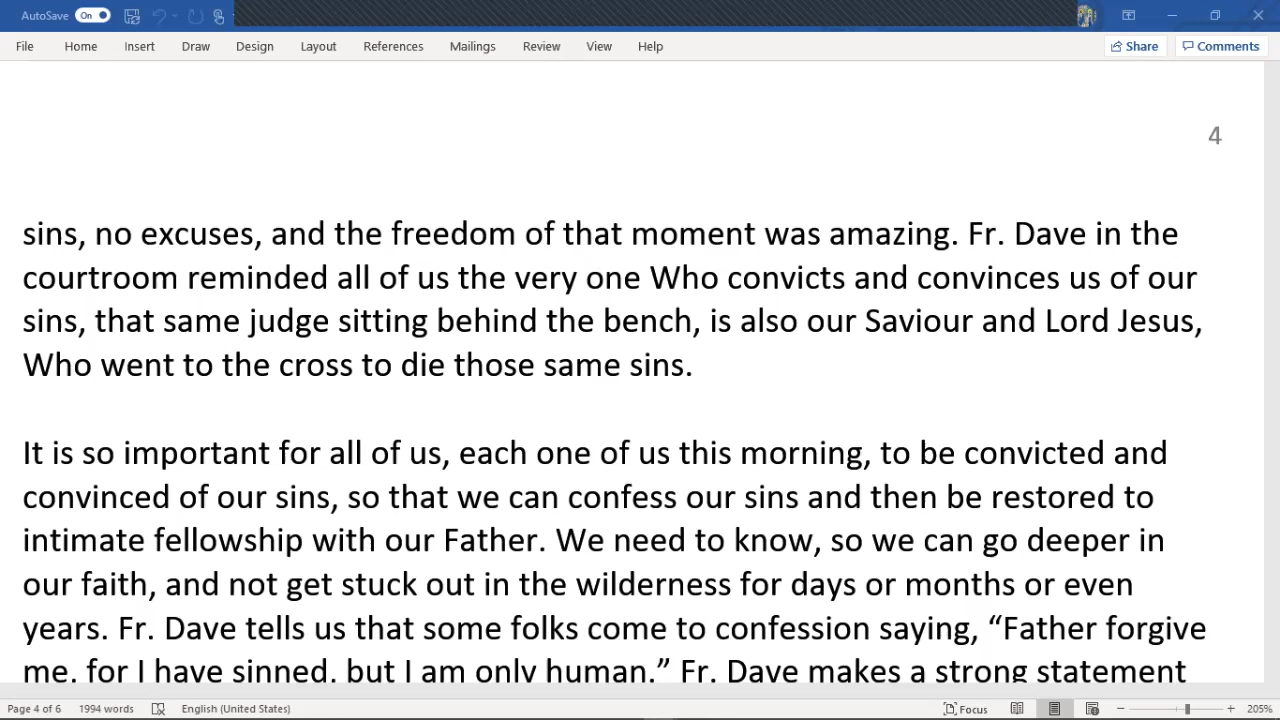 AutoSave On
File Home Insert Draw Design Layout References Mailings Review View Help Share Comments
4
sins, no excuses, and the freedom of that moment was amazing. Fr. Dave in the
courtroom reminded all of us the very one Who convicts and convinces us of our
sins, that same judge sitting behind the bench, is also our Saviour and Lord Jesus,
Who went to the cross to die those same sins.
It is so important for all of us, each one of us this morning, to be convicted and
convinced of our sins, so that we can confess our sins and then be restored to
intimate fellowship with our Father. We need to know, so we can go deeper in
our faith, and not get stuck out in the wilderness for days or months or even
years. Fr. Dave tells us that some folks come to confession saying, “Father forgive
me, for I have sinned, but I am only human.” Fr. Dave makes a strong statement
Page 4 of 6 1994 words English (United States) Focus 205%